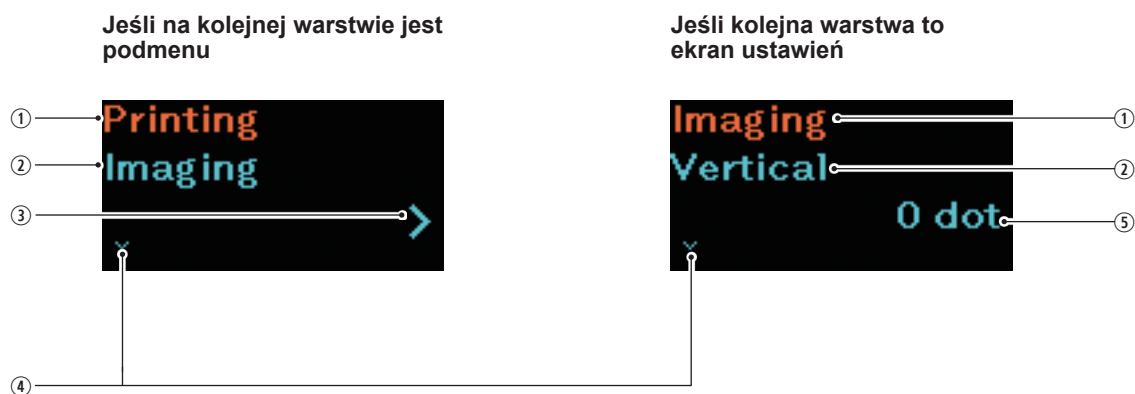 Jeśli na kolejnej warstwie jest
podmenu
Jeśli kolejna warstwa to
ekran ustawień
① Printing
② Imaging
③ >
④
Imaging ①
Vertical ②
0 dot ⑤